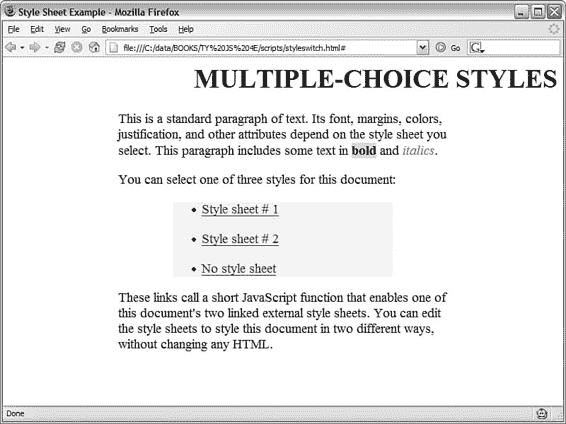 Style Sheet Example - Mozilla Firefox
File Edit View Go Bookmarks Tools Help
file:///C:/data/BOOKS/TY%20JS%204E/scripts/styleswitch.html# Go G
MULTIPLE-CHOICE STYLES
This is a standard paragraph of text. Its font, margins, colors,
justification, and other attributes depend on the style sheet you
select. This paragraph includes some text in bold and italics.
You can select one of three styles for this document:
• Style sheet # 1
• Style sheet # 2
• No style sheet
These links call a short JavaScript function that enables one of
this document's two linked external style sheets. You can edit
the style sheets to style this document in two different ways,
without changing any HTML.
Done